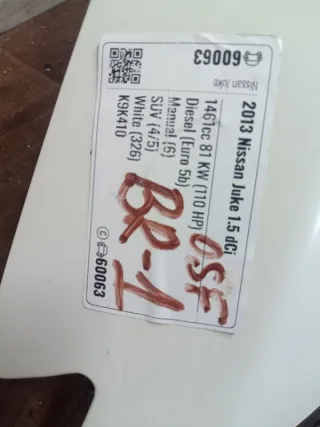 60063
Nissan Juke
2013 Nissan Juke 1.5 dCi
1461cc 81 KW (110 HP)
Diesel (Euro 5b)
Manual (6)
SUV (4/5)
White (326)
K9K410
C 60063
OSF
BR-1